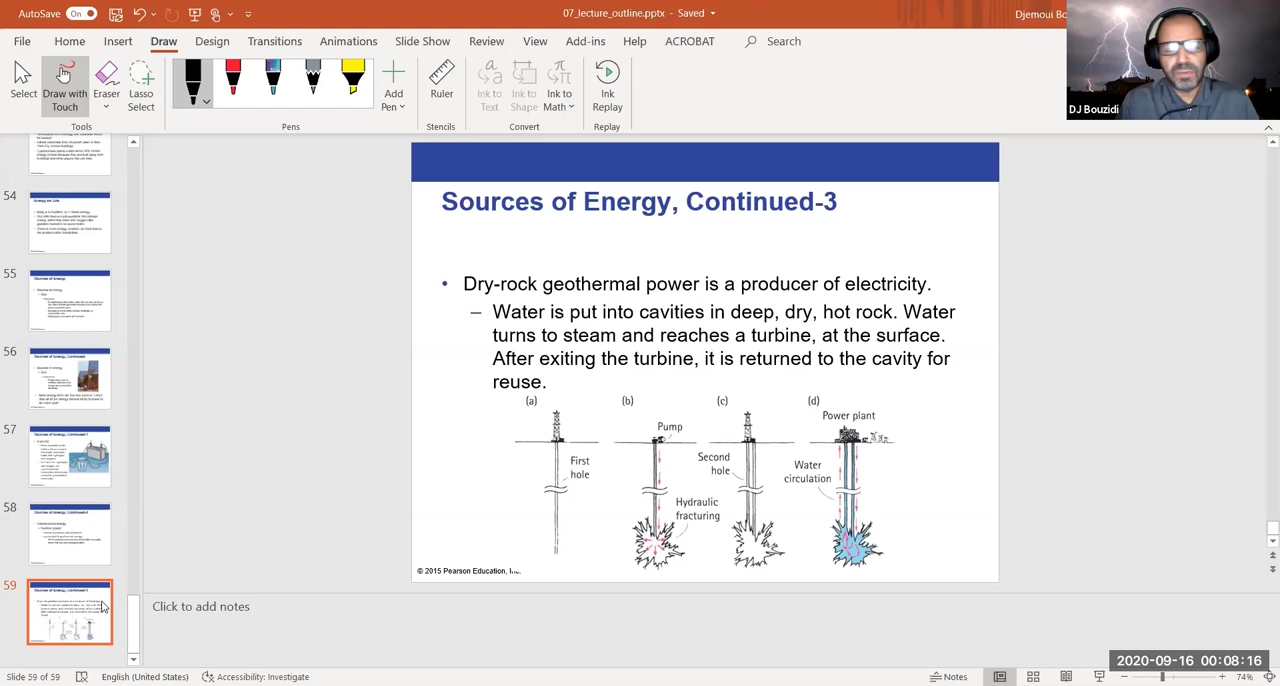 AutoSave On 07_lecture_outline.pptx - Saved Djemoui Bo
File Home Insert Draw Design Transitions Slide Show Animations Review View Add-ins Help ACROBAT Search
Select Draw with Touch Eraser Lasso Select Add Pen Ruler Ink to Text Ink to Shape Ink to Math Ink Replay
Tools Pens Stencils Convert Replay
DJ Bouzidi
54
55
56
57
58
59
Sources of Energy, Continued-3
• Dry-rock geothermal power is a producer of electricity.
– Water is put into cavities in deep, dry, hot rock. Water
turns to steam and reaches a turbine, at the surface.
After exiting the turbine, it is returned to the cavity for
reuse.
(a) (b) (c) (d)
Power plant
Pump
First hole
Second hole
Water circulation
Hydraulic fracturing
© 2015 Pearson Education, I...
Click to add notes
2020-09-16 00:08:16
Slide 59 of 59 English (United States) Accessibility: Investigate Notes 74%